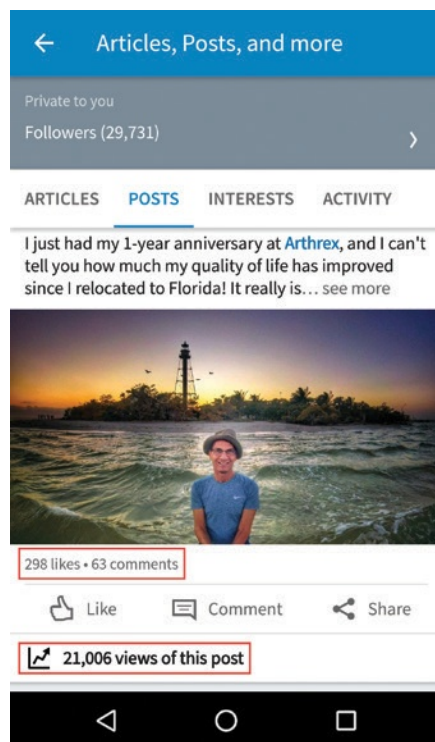 Articles, Posts, and more
Private to you
Followers (29,731)
ARTICLES POSTS INTERESTS ACTIVITY
I just had my 1-year anniversary at Arthrex, and I can't
tell you how much my quality of life has improved
since I relocated to Florida! It really is... see more
298 likes • 63 comments
Like Comment Share
21,006 views of this post